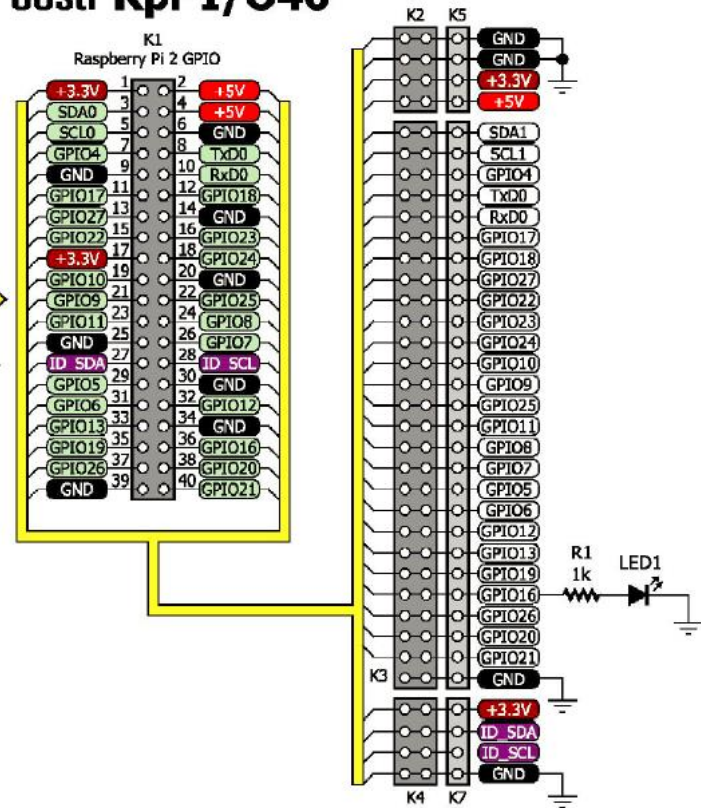 Rpi 1/O40
K1
Raspberry Pi 2 GPIO
+3.3V 1 2 +5V
SDA0 3 4 +5V
SCL0 5 6 GND
GPIO4 7 8 TxD0
GND 9 10 RxD0
GPIO17 11 12 GPIO18
GPIO27 13 14 GND
GPIO22 15 16 GPIO23
+3.3V 17 18 GPIO24
GPIO10 19 20 GND
GPIO9 21 22 GPIO25
GPIO11 23 24 GPIO8
GND 25 26 GPIO7
ID_SDA 27 28 ID_SCL
GPIO5 29 30 GND
GPIO6 31 32 GPIO12
GPIO13 33 34 GND
GPIO19 35 36 GPIO16
GPIO26 37 38 GPIO20
GND 39 40 GPIO21
K2 K5
GND
GND
+3.3V
+5V
SDA1
SCL1
GPIO4
TxD0
RxD0
GPIO17
GPIO18
GPIO27
GPIO22
GPIO23
GPIO24
GPIO10
GPIO9
GPIO25
GPIO11
GPIO8
GPIO7
GPIO5
GPIO6
GPIO12
GPIO13
GPIO19
GPIO16
R1
1k
LED1
GPIO26
GPIO20
GPIO21
K3 GND
+3.3V
ID_SDA
ID_SCL
GND
K4 K7